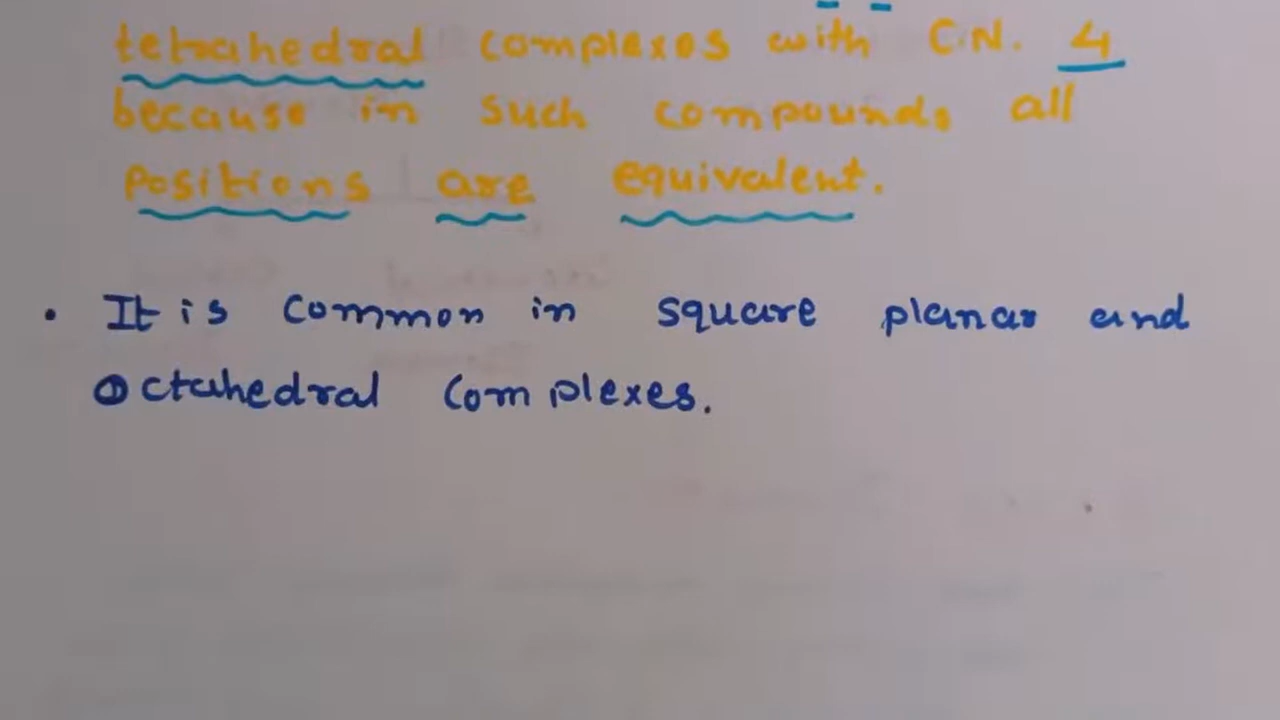 tetrahedral complexes with C.N. 4
because in such compounds all
positions are equivalent.
• It is common in square planar and
Octahedral complexes.